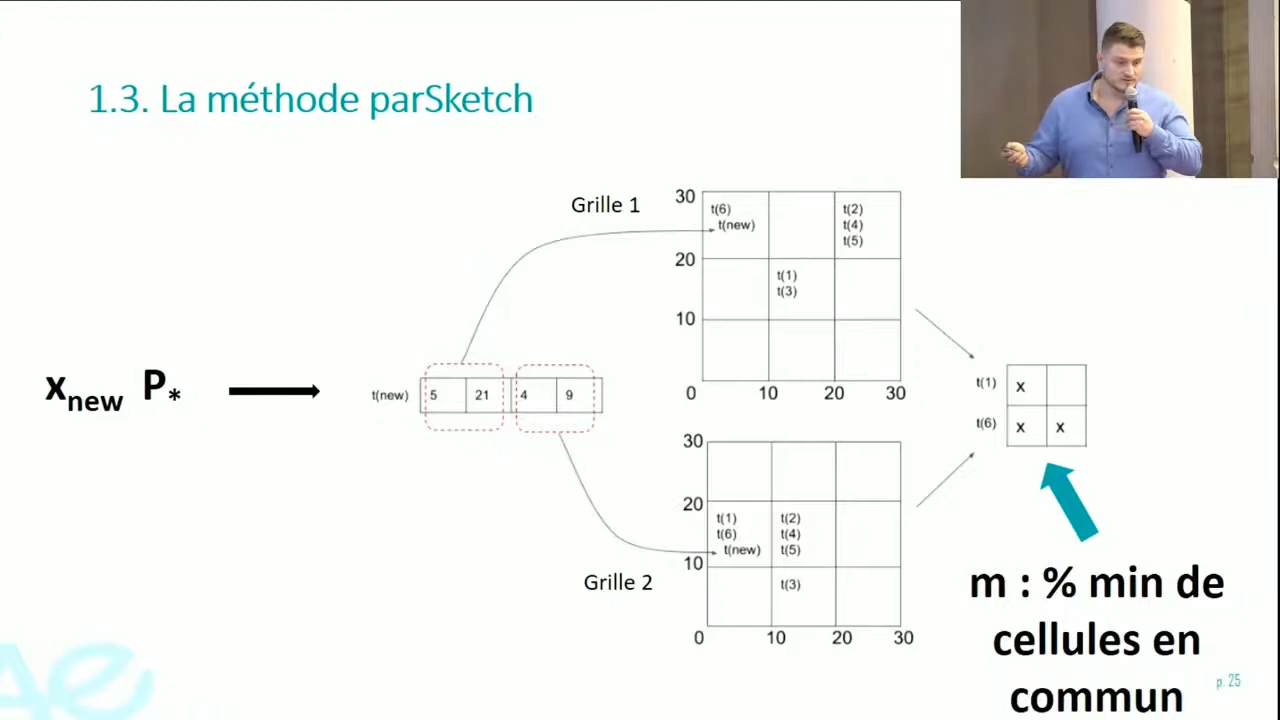 1.3. La méthode parSketch
Grille 1
30
20
10
0
10
20
30
t(6)
t(new)
t(2)
t(4)
t(5)
t(1)
t(3)
x_new P_*
t(new)
5 21 4 9
t(1) x
t(6) x x
Grille 2
30
20
10
0
10
20
30
t(1)
t(6)
t(new)
t(2)
t(4)
t(5)
t(3)
m : % min de
cellules en
commun
p. 25